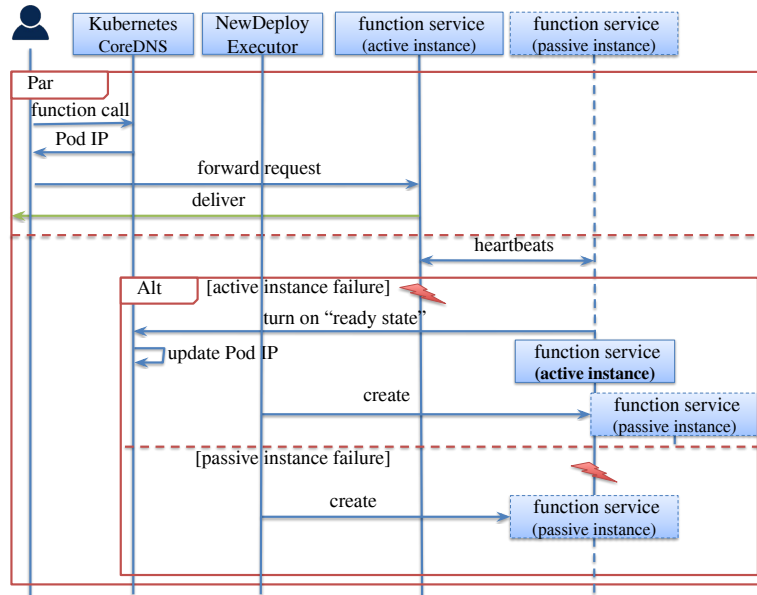 Kubernetes
CoreDNS
NewDeploy
Executor
function service
(active instance)
function service
(passive instance)
Par
function call
Pod IP
forward request
deliver
heartbeats
Alt
[active instance failure]
turn on “ready state”
update Pod IP
function service
(active instance)
create
function service
(passive instance)
[passive instance failure]
create
function service
(passive instance)